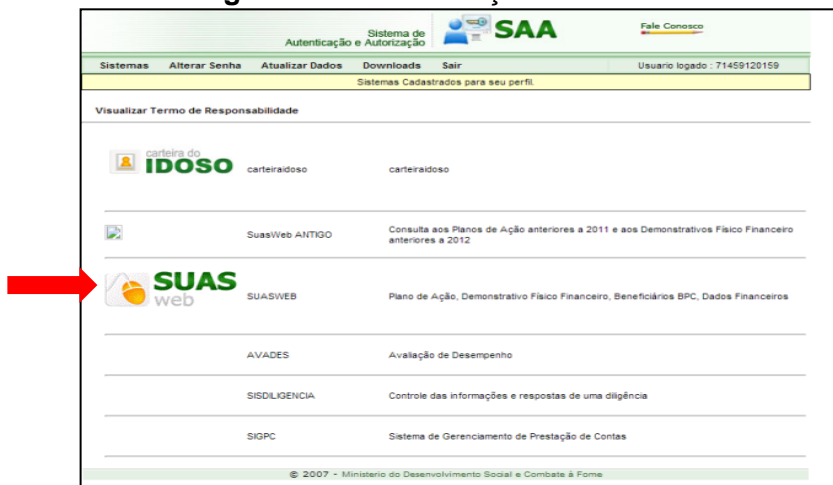 Sistema de
Autenticação e Autorização
SAA
Fale Conosco
Sistemas Alterar Senha Atualizar Dados Downloads Sair Usuario logado : 71459120159
Sistemas Cadastrados para seu perfil.
Visualizar Termo de Responsabilidade
carteira do
IDOSO
carteiraidoso carteiraidoso
SuasWeb ANTIGO Consulta aos Planos de Ação anteriores a 2011 e aos Demonstrativos Físico Financeiro
anteriores a 2012
SUAS
web
SUASWEB Plano de Ação, Demonstrativo Físico Financeiro, Beneficiários BPC, Dados Financeiros
AVADES Avaliação de Desempenho
SISDILIGENCIA Controle das informações e respostas de uma diligência
SIGPC Sistema de Gerenciamento de Prestação de Contas
© 2007 - Ministerio do Desenvolvimento Social e Combate à Fome